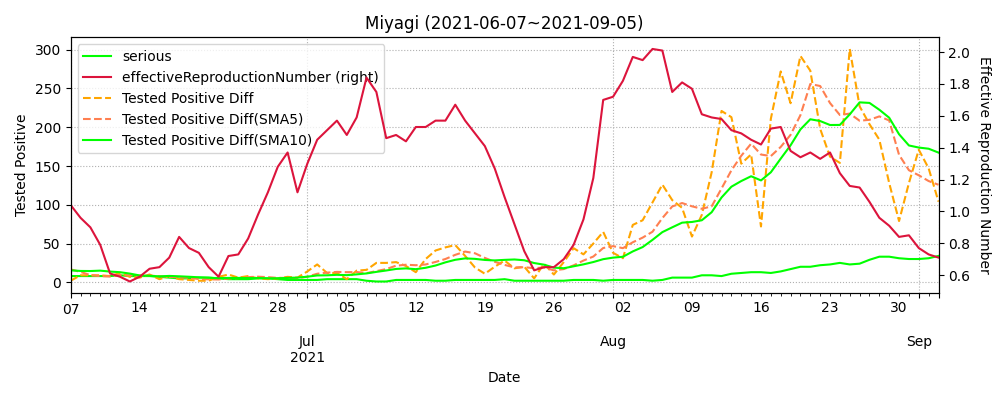 Miyagi (2021-06-07~2021-09-05)
Tested Positive
300
250
200
150
100
50
0
serious
effectiveReproductionNumber (right)
Tested Positive Diff
Tested Positive Diff(SMA5)
Tested Positive Diff(SMA10)
2.0
1.8
1.6
1.4
1.2
1.0
0.8
0.6
Effective Reproduction Number
07 14 21 28 05 12 19 26 02 09 16 23 30
Jul Aug Sep
2021
Date